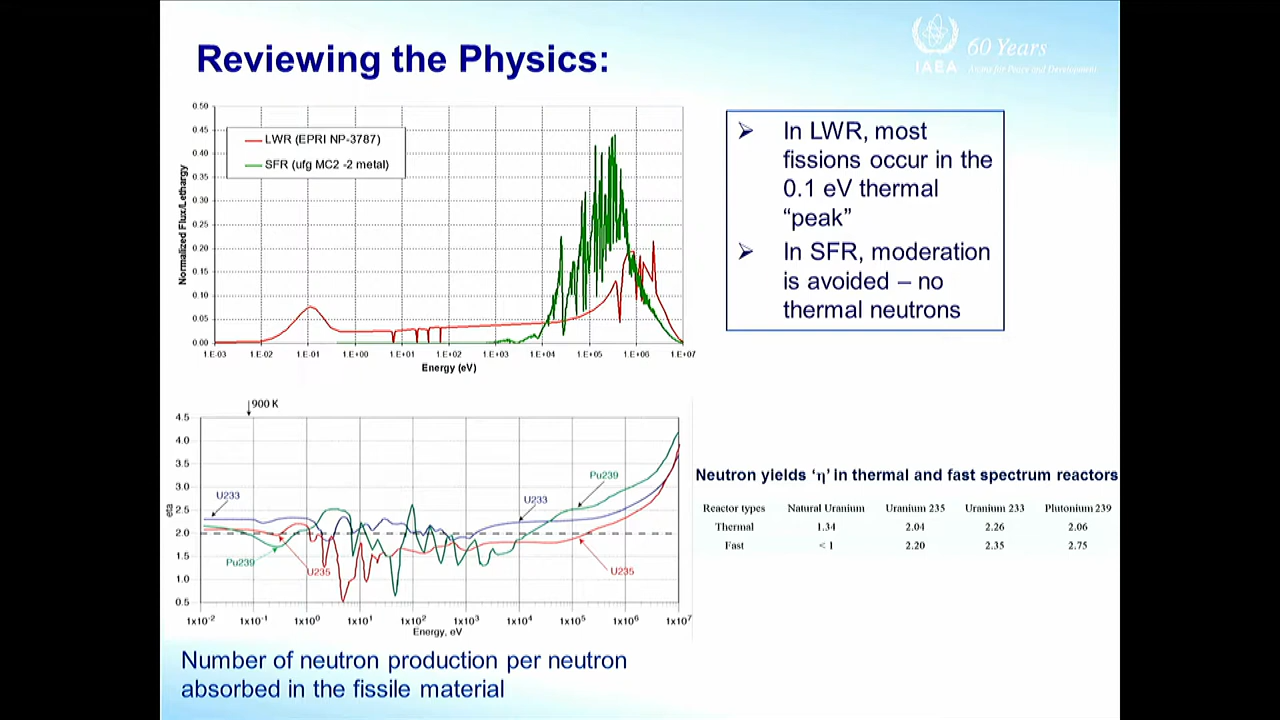 Reviewing the Physics:
60 Years
IAEA Atoms for Peace and Development
0.50
0.45
0.40
0.35
0.30
0.25
0.20
0.15
0.10
0.05
0.00
Normalized Flux/Lethargy
LWR (EPRI NP-3787)
SFR (ufg MC2 -2 metal)
1.E-03 1.E-02 1.E-01 1.E+00 1.E+01 1.E+02 1.E+03 1.E+04 1.E+05 1.E+06 1.E+07
Energy (eV)
➢ In LWR, most
fissions occur in the
0.1 eV thermal
“peak”
➢ In SFR, moderation
is avoided – no
thermal neutrons
900 K
4.5
4.0
3.5
3.0
2.5
2.0
1.5
1.0
0.5
eta
U233
Pu239
U235
U233
Pu239
U235
1x10-2 1x10-1 1x100 1x101 1x102 1x103 1x104 1x105 1x106 1x107
Energy, eV
Neutron yields ‘η’ in thermal and fast spectrum reactors
Reactor types Natural Uranium Uranium 235 Uranium 233 Plutonium 239
Thermal 1.34 2.04 2.26 2.06
Fast < 1 2.20 2.35 2.75
Number of neutron production per neutron
absorbed in the fissile material